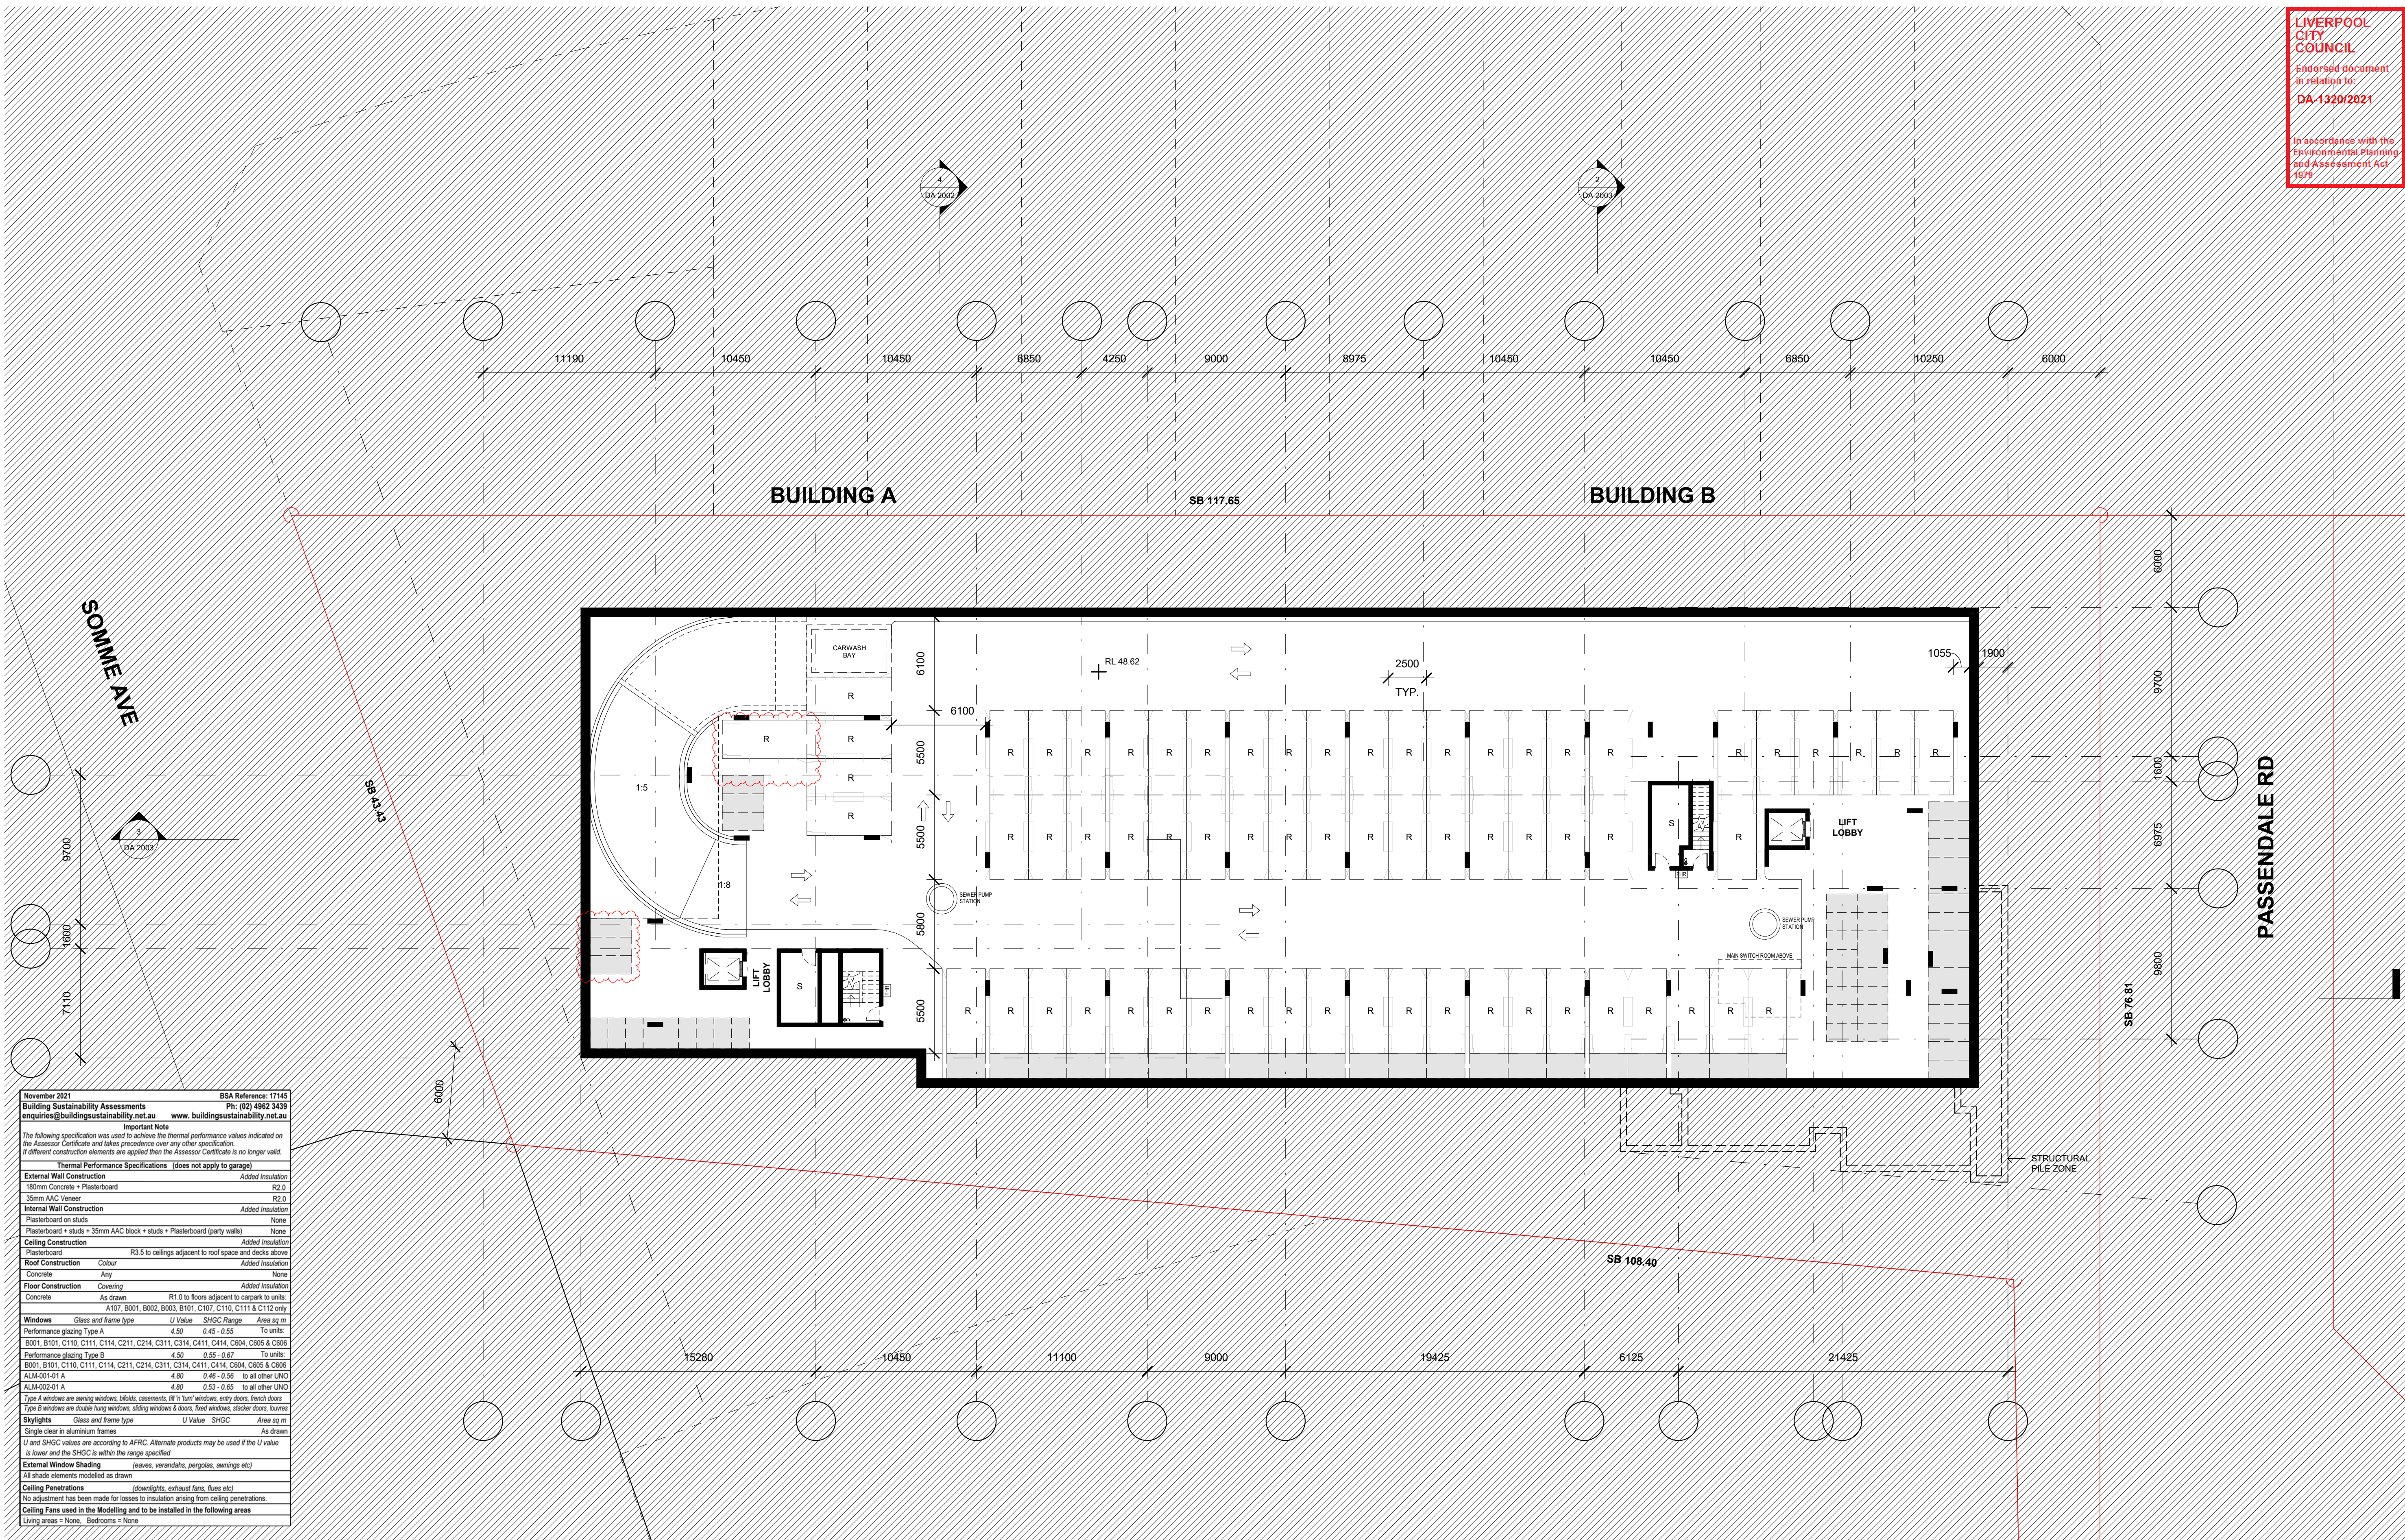 LIVERPOOL
CITY
COUNCIL
Endorsed document
in relation to:
DA-1320/2021
In accordance with the
Environmental Planning
and Assessment Act
1979
4
DA 2002
2
DA 2003
11190 10450 10450 6850 4250 9000 8975 10450 10450 6850 10250 6000
BUILDING A
SB 117.65
BUILDING B
SOMME AVE
SB 43.43
3
DA 2003
9700
1600
7110
6000
6000
9700
1600
6975
9800
PASSENDALE RD
SB 76.81
CARWASH
BAY
R
R
R
R
R
1:5
1:8
6100
5500
5500
5800
5500
6100
RL 48.62
2500
TYP.
1055 1900
R R R R R R R R R R R R R R R R R R R R R R
R R R R R R R R R R R R R R R R R
S
FHR
LIFT
LOBBY
SEWER PUMP
STATION
SEWER PUMP
STATION
MAIN SWITCH ROOM ABOVE
LIFT
LOBBY
S
FHR
R R R R R R R R R R R R R R R R R R R R R
STRUCTURAL
PILE ZONE
SB 108.40
15280 10450 11100 9000 19425 6125 21425
November 2021 BSA Reference: 17145
Building Sustainability Assessments Ph: (02) 4962 3439
enquiries@buildingsustainability.net.au www. buildingsustainability.net.au
Important Note
The following specification was used to achieve the thermal performance values indicated on
the Assessor Certificate and takes precedence over any other specification.
If different construction elements are applied then the Assessor Certificate is no longer valid.
Thermal Performance Specifications (does not apply to garage)
External Wall Construction Added Insulation
180mm Concrete + Plasterboard R2.0
35mm AAC Veneer R2.0
Internal Wall Construction Added Insulation
Plasterboard on studs None
Plasterboard + studs + 35mm AAC block + studs + Plasterboard (party walls) None
Ceiling Construction Added Insulation
Plasterboard R3.5 to ceilings adjacent to roof space and decks above
Roof Construction Colour Added Insulation
Concrete Any None
Floor Construction Covering Added Insulation
Concrete As drawn R1.0 to floors adjacent to carpark to units:
A107, B001, B002, B003, B101, C107, C110, C111 & C112 only
Windows Glass and frame type U Value SHGC Range Area sq m
Performance glazing Type A 4.50 0.45 - 0.55 To units:
B001, B101, C110, C111, C114, C211, C214, C311, C314, C411, C414, C604, C605 & C606
Performance glazing Type B 4.50 0.55 - 0.67 To units:
B001, B101, C110, C111, C114, C211, C214, C311, C314, C411, C414, C604, C605 & C606
ALM-001-01 A 4.80 0.46 - 0.56 to all other UNO
ALM-002-01 A 4.80 0.53 - 0.65 to all other UNO
Type A windows are awning windows, bifolds, casements, tilt 'n 'turn' windows, entry doors, french doors
Type B windows are double hung windows, sliding windows & doors, fixed windows, stacker doors, louvres
Skylights Glass and frame type U Value SHGC Area sq m
Single clear in aluminium frames As drawn
U and SHGC values are according to AFRC. Alternate products may be used if the U value
is lower and the SHGC is within the range specified
External Window Shading (eaves, verandahs, pergolas, awnings etc)
All shade elements modelled as drawn
Ceiling Penetrations (downlights, exhaust fans, flues etc)
No adjustment has been made for losses to insulation arising from ceiling penetrations.
Ceiling Fans used in the Modelling and to be installed in the following areas
Living areas = None, Bedrooms = None